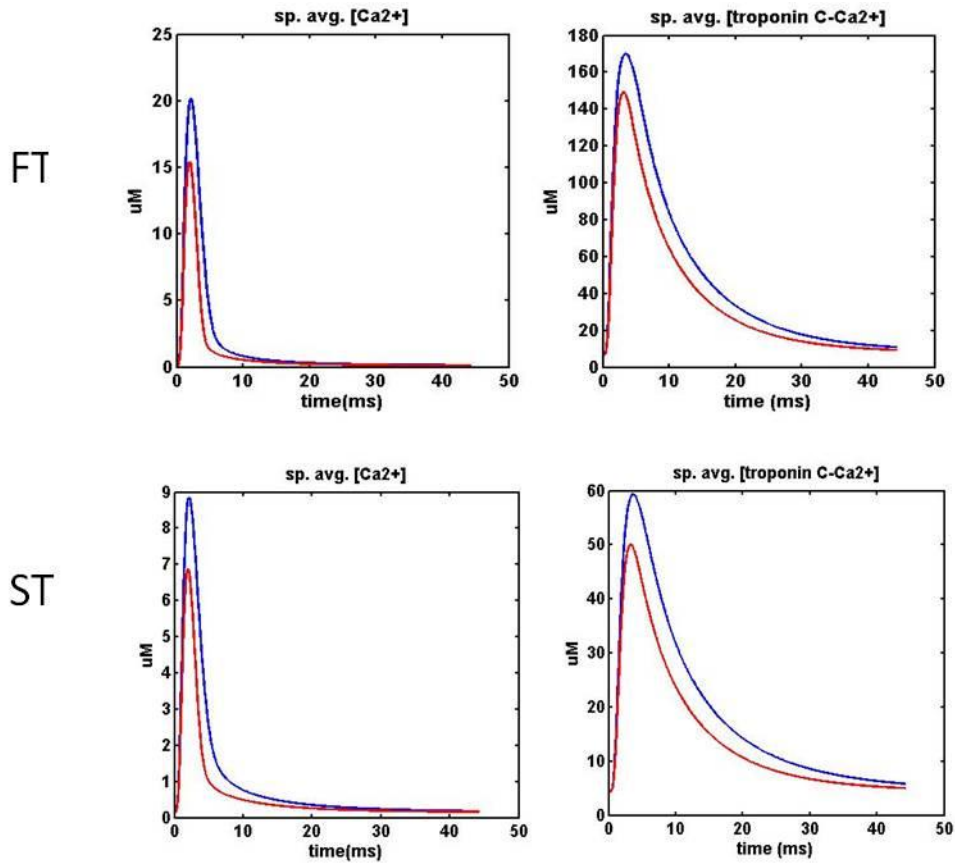 FT
sp. avg. [Ca2+]
uM
25
20
15
10
5
0
0 10 20 30 40 50
time(ms)
sp. avg. [troponin C-Ca2+]
uM
180
160
140
120
100
80
60
40
20
0
0 10 20 30 40 50
time (ms)
ST
sp. avg. [Ca2+]
uM
9
8
7
6
5
4
3
2
1
0
0 10 20 30 40 50
time(ms)
sp. avg. [troponin C-Ca2+]
uM
60
50
40
30
20
10
0
0 10 20 30 40 50
time(ms)